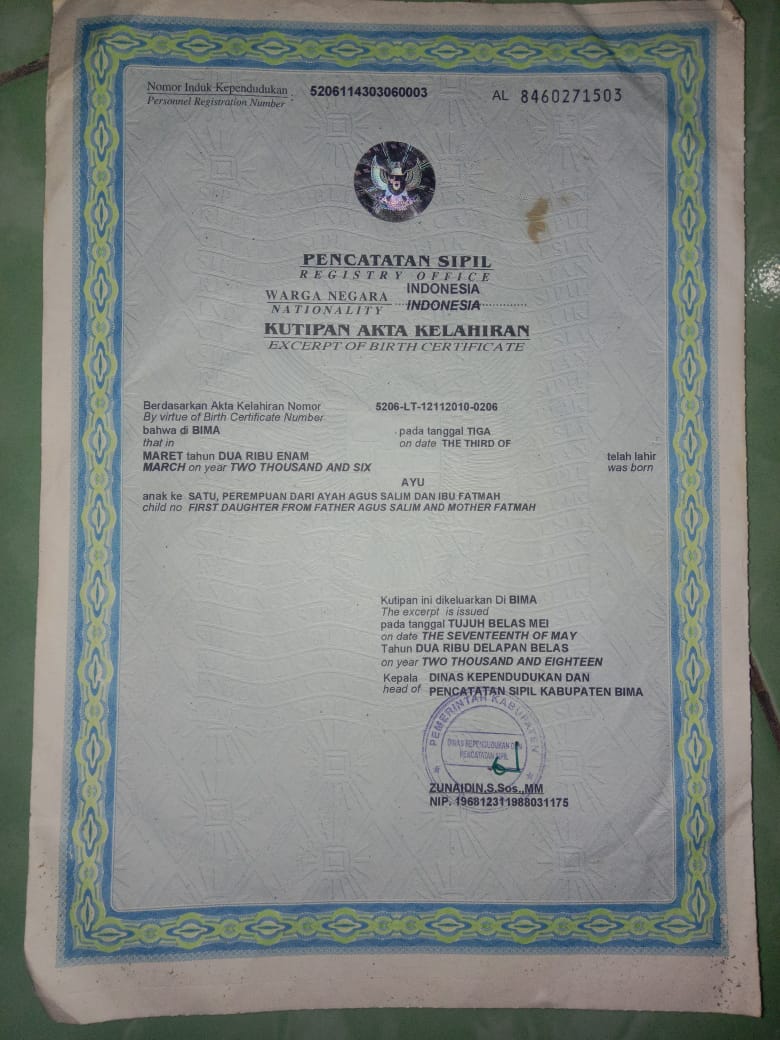 Nomor Induk Kependudukan : 5206114303060003 AL 8460271503
Personnel Registration Number
PENCATATAN SIPIL
REGISTRY OFFICE
WARGA NEGARA INDONESIA
NATIONALITY INDONESIA
KUTIPAN AKTA KELAHIRAN
EXCERPT OF BIRTH CERTIFICATE
Berdasarkan Akta Kelahiran Nomor 5206-LT-12112010-0206
By virtue of Birth Certificate Number
bahwa di BIMA pada tanggal TIGA
that in on date THE THIRD OF
MARET tahun DUA RIBU ENAM telah lahir
MARCH on year TWO THOUSAND AND SIX was born
AYU
anak ke SATU, PEREMPUAN DARI AYAH AGUS SALIM DAN IBU FATMAH
child no FIRST DAUGHTER FROM FATHER AGUS SALIM AND MOTHER FATMAH
Kutipan ini dikeluarkan Di BIMA
The excerpt is issued
pada tanggal TUJUH BELAS MEI
on date THE SEVENTEENTH OF MAY
Tahun DUA RIBU DELAPAN BELAS
on year TWO THOUSAND AND EIGHTEEN
Kepala DINAS KEPENDUDUKAN DAN
head of PENCATATAN SIPIL KABUPATEN BIMA
PEMERINTAH KABUPATEN
DINAS KEPENDUDUKAN DAN
PENCATATAN SIPIL
ZUNAIDIN,S.Sos.,MM
NIP. 196812311988031175